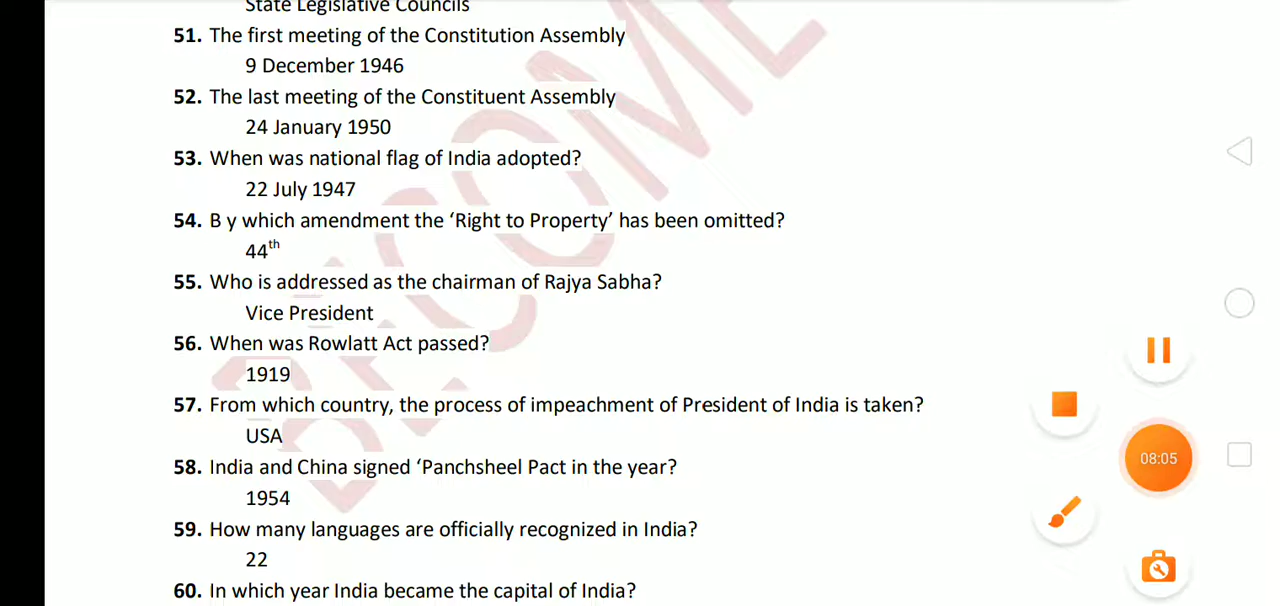 State Legislative Councils
51. The first meeting of the Constitution Assembly
9 December 1946
52. The last meeting of the Constituent Assembly
24 January 1950
53. When was national flag of India adopted?
22 July 1947
54. B y which amendment the ‘Right to Property’ has been omitted?
44th
55. Who is addressed as the chairman of Rajya Sabha?
Vice President
56. When was Rowlatt Act passed?
1919
57. From which country, the process of impeachment of President of India is taken?
USA
58. India and China signed ‘Panchsheel Pact in the year?
1954
59. How many languages are officially recognized in India?
22
60. In which year India became the capital of India?
08:05